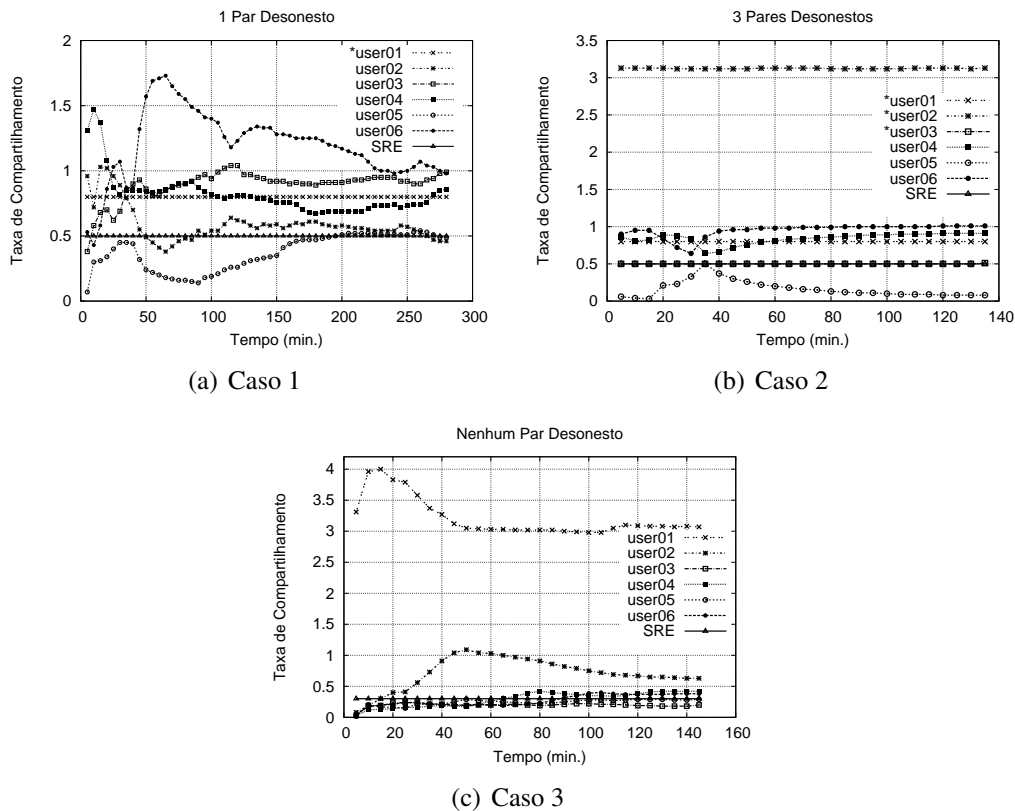 1 Par Desonesto
Taxa de Compartilhamento
2
1.5
1
0.5
0
*user01
user02
user03
user04
user05
user06
SRE
0 50 100 150 200 250 300
Tempo (min.)
(a) Caso 1
3 Pares Desonestos
Taxa de Compartilhamento
3.5
3
2.5
2
1.5
1
0.5
0
*user01
*user02
*user03
user04
user05
user06
SRE
0 20 40 60 80 100 120 140
Tempo (min.)
(b) Caso 2
Nenhum Par Desonesto
Taxa de Compartilhamento
4
3.5
3
2.5
2
1.5
1
0.5
0
user01
user02
user03
user04
user05
user06
SRE
0 20 40 60 80 100 120 140 160
Tempo (min.)
(c) Caso 3